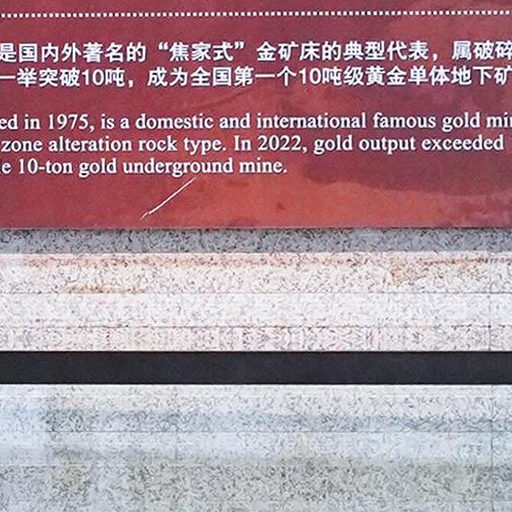 是国内外著名的“焦家式”金矿床的典型代表，属破碎
一举突破10吨，成为全国第一个10吨级黄金单体地下矿
ed in 1975, is a domestic and international famous gold min
zone alteration rock type. In 2022, gold output exceeded
e 10-ton gold underground mine.